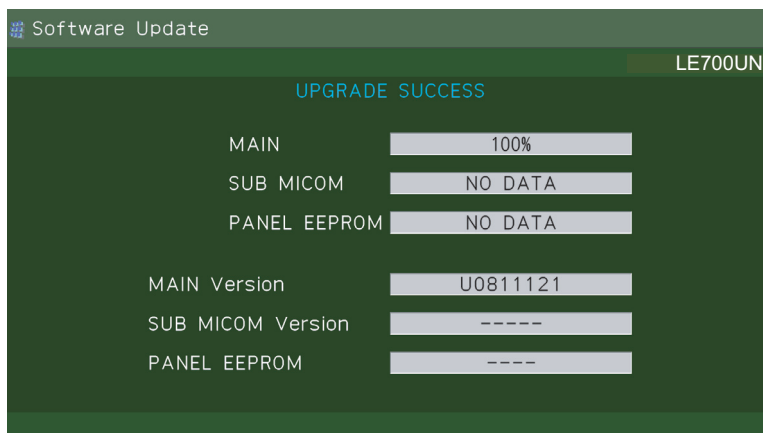 Software Update
LE700UN
UPGRADE SUCCESS
MAIN 100%
SUB MICOM NO DATA
PANEL EEPROM NO DATA
MAIN Version U0811121
SUB MICOM Version -----
PANEL EEPROM ----